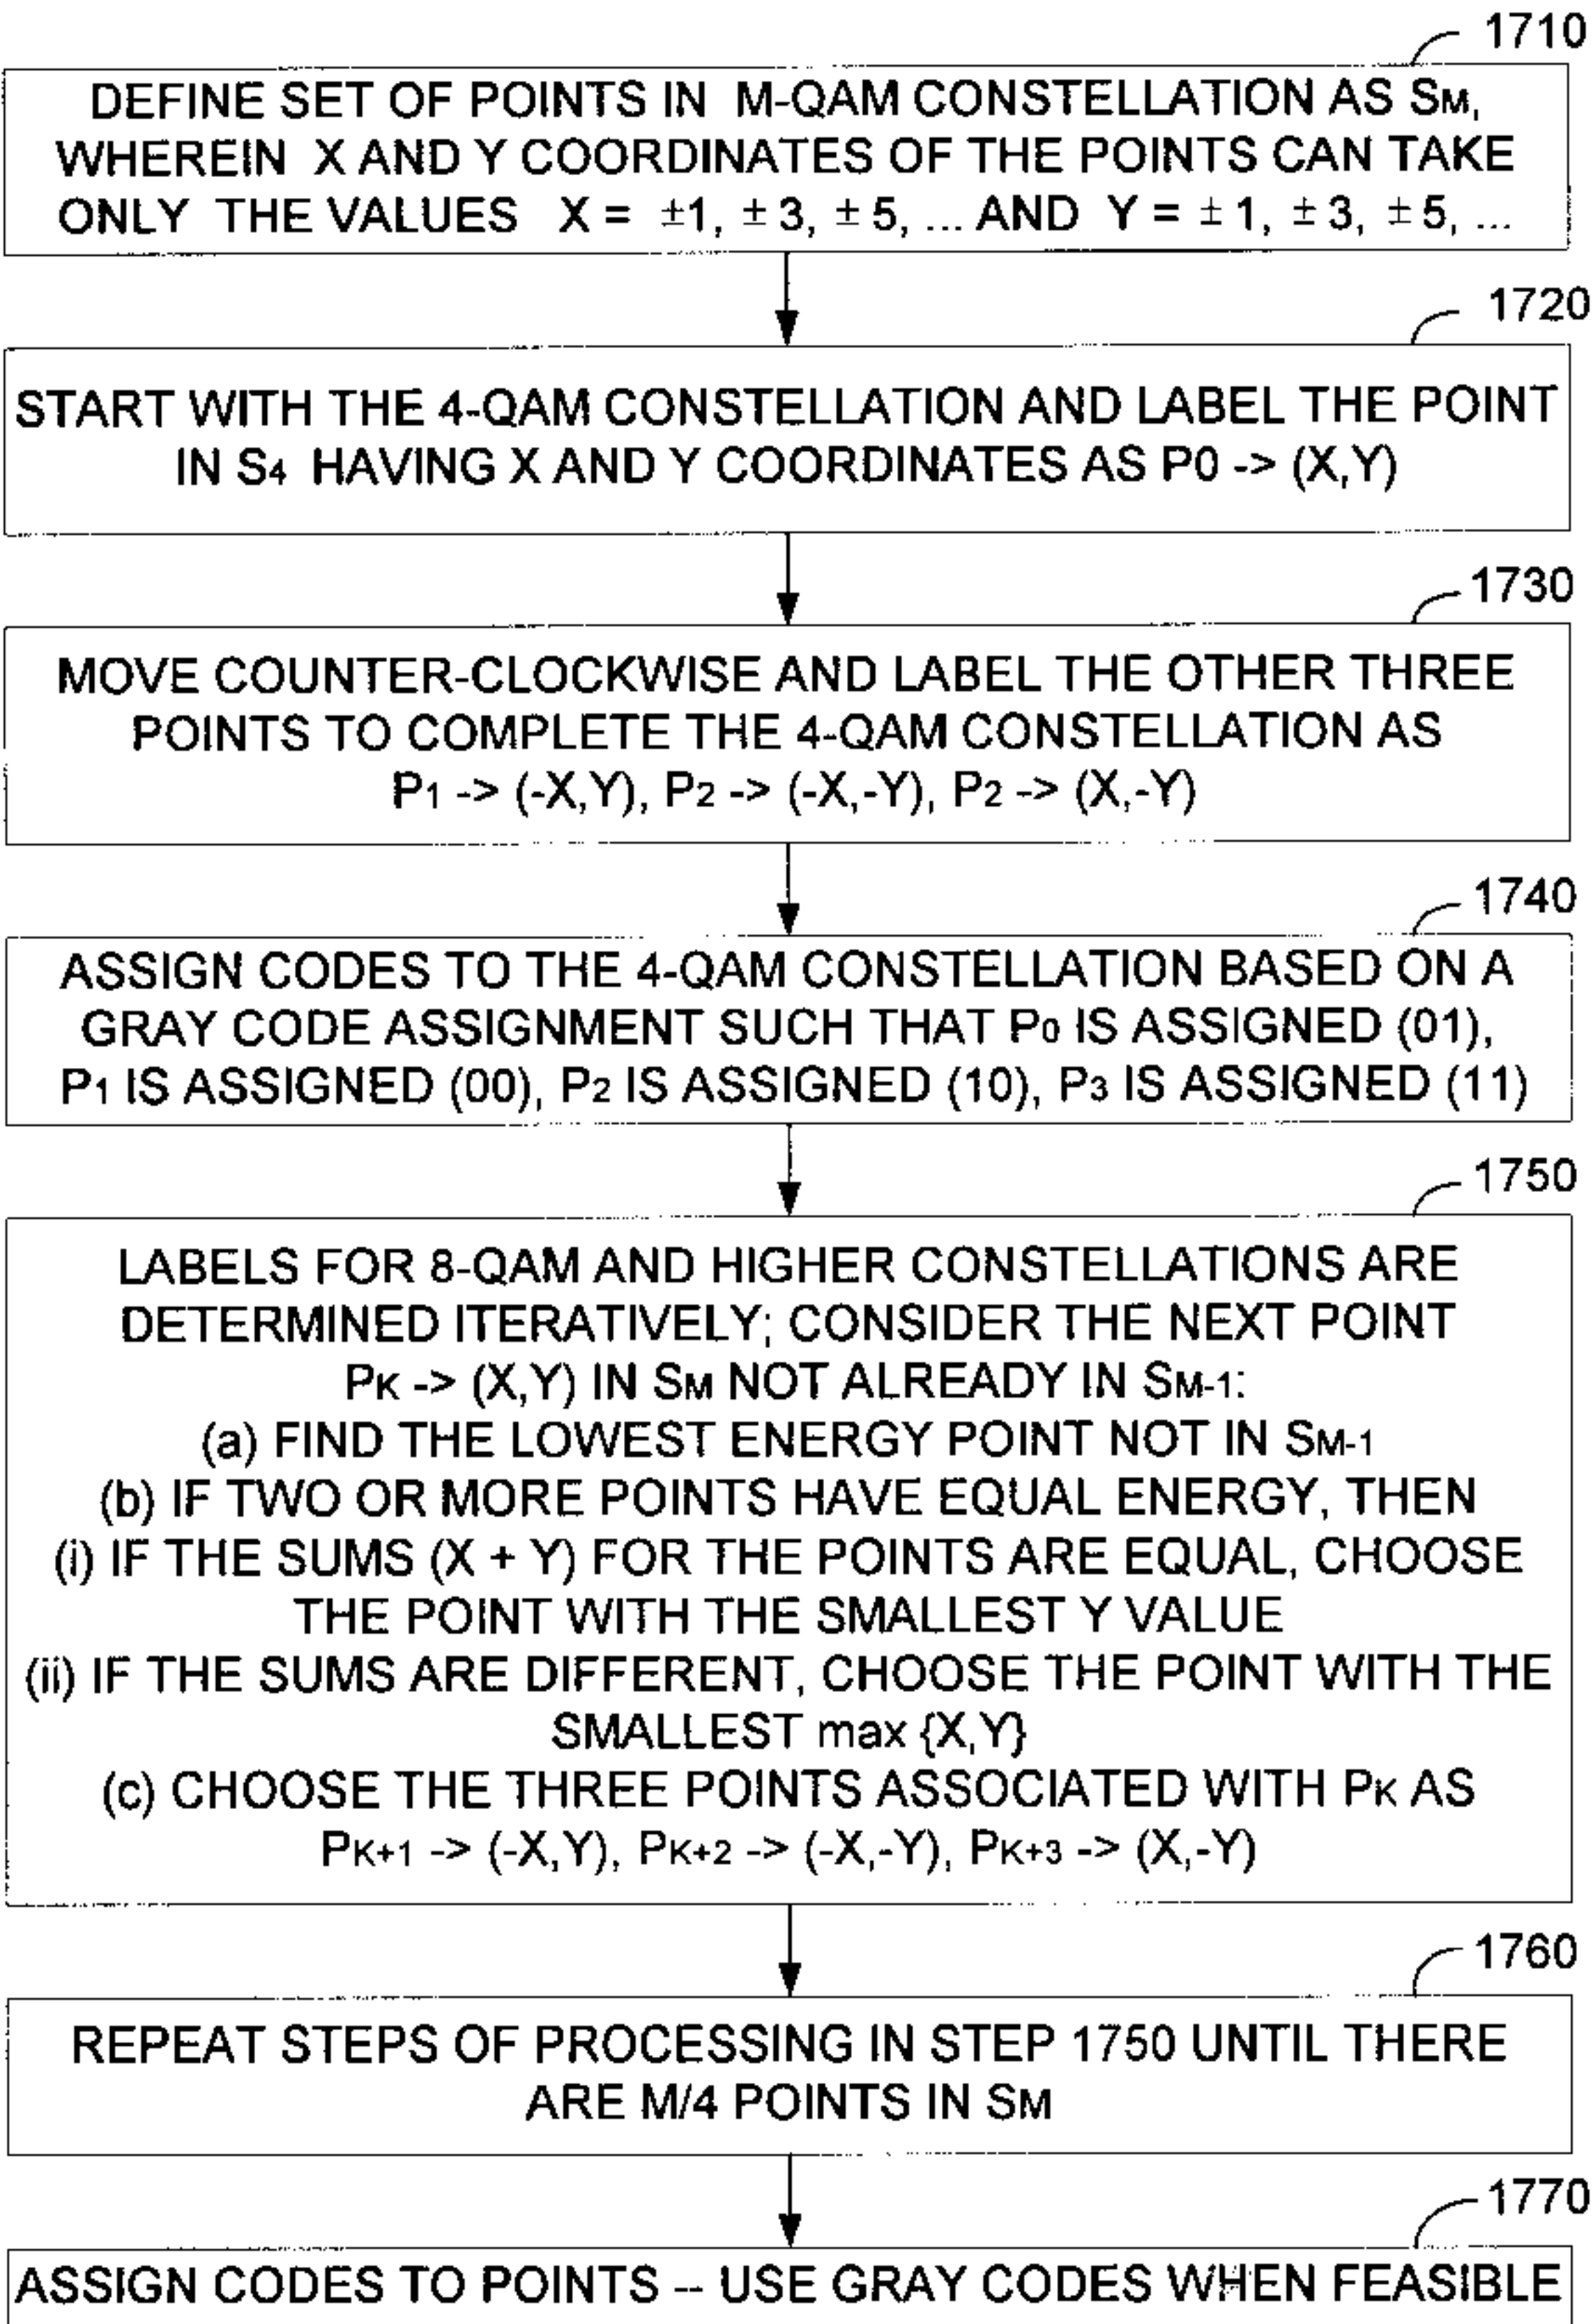 1710
DEFINE SET OF POINTS IN M-QAM CONSTELLATION AS SM,
WHEREIN X AND Y COORDINATES OF THE POINTS CAN TAKE
ONLY THE VALUES X = ±1, ± 3, ± 5, ... AND Y = ± 1, ± 3, ± 5, ...
1720
START WITH THE 4-QAM CONSTELLATION AND LABEL THE POINT
IN S4 HAVING X AND Y COORDINATES AS P0 -> (X,Y)
1730
MOVE COUNTER-CLOCKWISE AND LABEL THE OTHER THREE
POINTS TO COMPLETE THE 4-QAM CONSTELLATION AS
P1 -> (-X,Y), P2 -> (-X,-Y), P2 -> (X,-Y)
1740
ASSIGN CODES TO THE 4-QAM CONSTELLATION BASED ON A
GRAY CODE ASSIGNMENT SUCH THAT P0 IS ASSIGNED (01),
P1 IS ASSIGNED (00), P2 IS ASSIGNED (10), P3 IS ASSIGNED (11)
1750
LABELS FOR 8-QAM AND HIGHER CONSTELLATIONS ARE
DETERMINED ITERATIVELY; CONSIDER THE NEXT POINT
PK -> (X,Y) IN SM NOT ALREADY IN SM-1:
(a) FIND THE LOWEST ENERGY POINT NOT IN SM-1
(b) IF TWO OR MORE POINTS HAVE EQUAL ENERGY, THEN
(i) IF THE SUMS (X + Y) FOR THE POINTS ARE EQUAL, CHOOSE
THE POINT WITH THE SMALLEST Y VALUE
(ii) IF THE SUMS ARE DIFFERENT, CHOOSE THE POINT WITH THE
SMALLEST max {X,Y}
(c) CHOOSE THE THREE POINTS ASSOCIATED WITH PK AS
PK+1 -> (-X,Y), PK+2 -> (-X,-Y), PK+3 -> (X,-Y)
1760
REPEAT STEPS OF PROCESSING IN STEP 1750 UNTIL THERE
ARE M/4 POINTS IN SM
1770
ASSIGN CODES TO POINTS -- USE GRAY CODES WHEN FEASIBLE